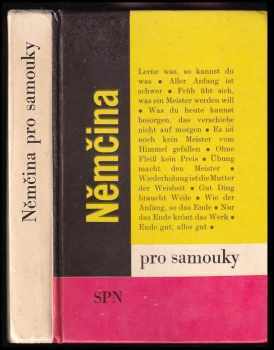 Němčina pro samouky
Němčina
Lerne was, so kannst du
was • Aller Anfang ist
schwer • Früh übt sich,
was ein Meister werden will
• Was du heute kannst
besorgen, das verschiebe
nicht auf morgen • Es ist
noch kein Meister vom
Himmel gefallen • Ohne
Fleiß kein Preis • Übung
macht den Meister •
Wiederholung ist die Mutter
der Weisheit • Gut Ding
braucht Weile • Wie der
Anfang, so das Ende • Nur
das Ende krönt das Werk •
Ende gut, alles gut •
pro samouky
SPN